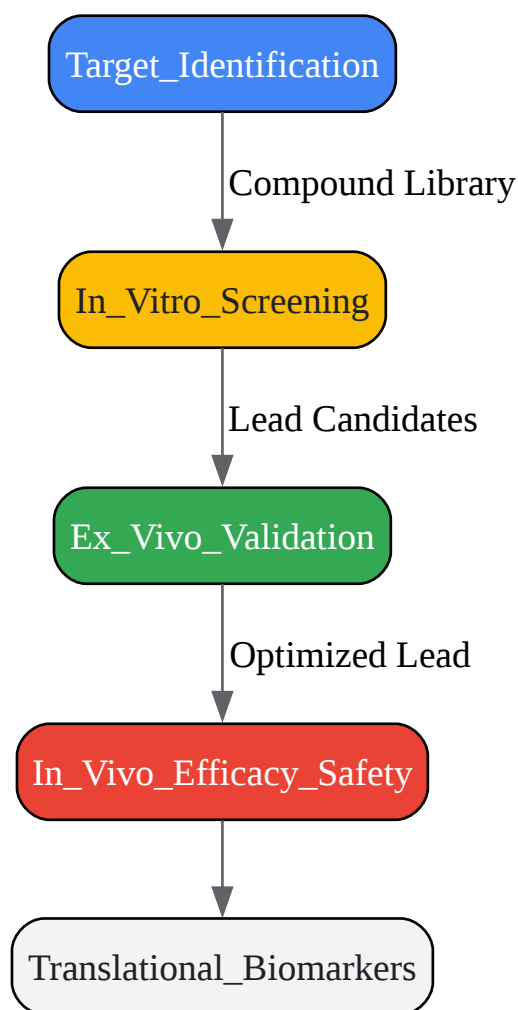 Target_Identification
Compound Library
In_Vitro_Screening
Lead Candidates
Ex_Vivo_Validation
Optimized Lead
In_Vivo_Efficacy_Safety
Translational_Biomarkers